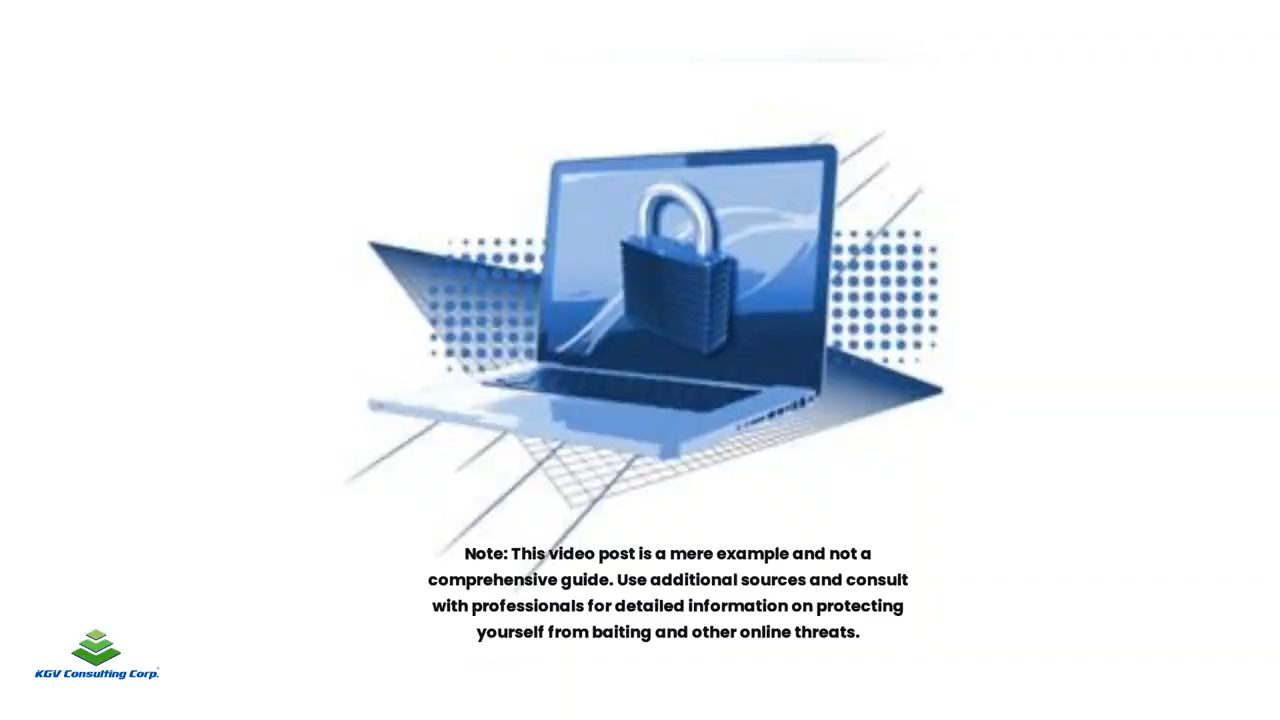 Note: This video post is a mere example and not a
comprehensive guide. Use additional sources and consult
with professionals for detailed information on protecting
yourself from baiting and other online threats.
KGV Consulting Corp.